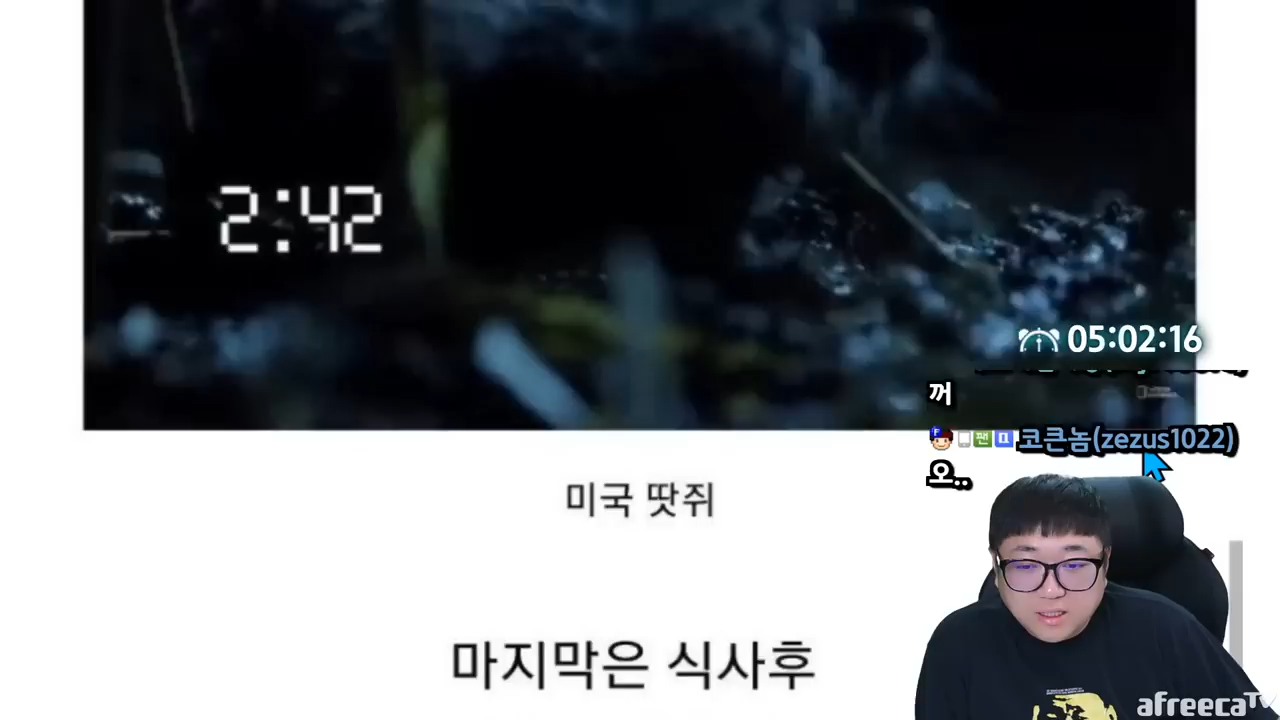 2:42
05:02:16
꺼
F 팬 코큰놈(zezus1022)
오..
미국 땃쥐
마지막은 식사후
afreecaTV